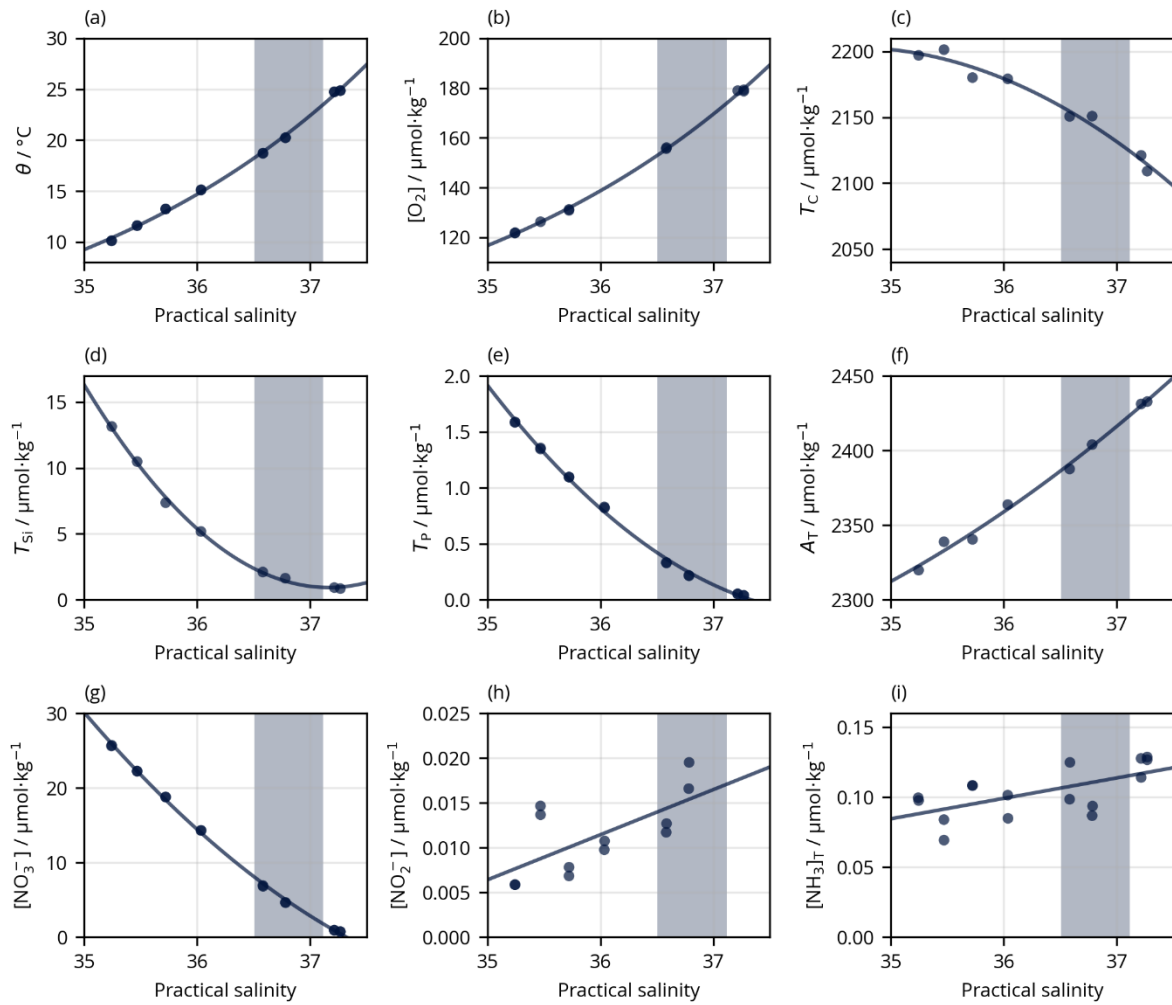 (a)
30
25
20
15
10
θ / °C
35 36 37
Practical salinity
(b)
200
180
160
140
120
[O₂] / µmol·kg⁻¹
35 36 37
Practical salinity
(c)
2200
2150
2100
2050
T_C / µmol·kg⁻¹
35 36 37
Practical salinity
(d)
15
10
5
0
T_Si / µmol·kg⁻¹
35 36 37
Practical salinity
(e)
2.0
1.5
1.0
0.5
0.0
T_P / µmol·kg⁻¹
35 36 37
Practical salinity
(f)
2450
2400
2350
2300
A_T / µmol·kg⁻¹
35 36 37
Practical salinity
(g)
30
20
10
0
[NO₃⁻] / µmol·kg⁻¹
35 36 37
Practical salinity
(h)
0.025
0.020
0.015
0.010
0.005
0.000
[NO₂⁻] / µmol·kg⁻¹
35 36 37
Practical salinity
(i)
0.15
0.10
0.05
0.00
[NH₃]_T / µmol·kg⁻¹
35 36 37
Practical salinity